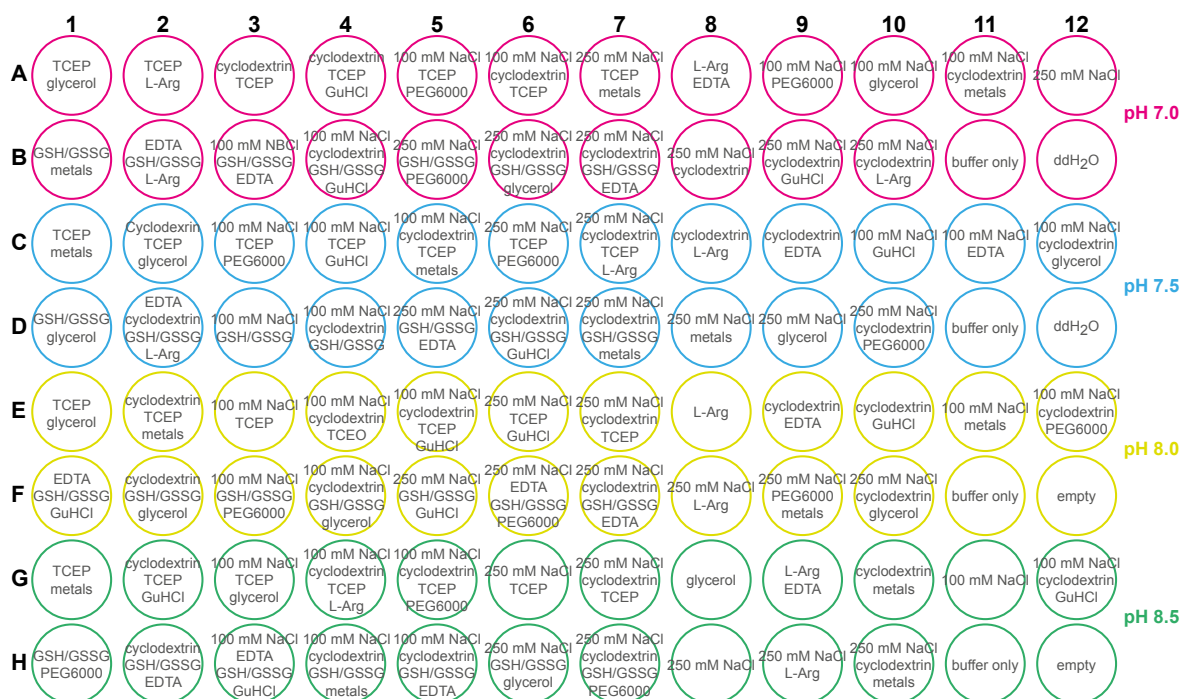 1 2 3 4 5 6 7 8 9 10 11 12
A
TCEP
glycerol
TCEP
L-Arg
cyclodextrin
TCEP
cyclodextrin
TCEP
GuHCl
100 mM NaCl
TCEP
PEG6000
100 mM NaCl
cyclodextrin
TCEP
250 mM NaCl
TCEP
metals
L-Arg
EDTA
100 mM NaCl
PEG6000
100 mM NaCl
glycerol
100 mM NaCl
cyclodextrin
metals
250 mM NaCl
pH 7.0
B
GSH/GSSG
metals
EDTA
GSH/GSSG
L-Arg
100 mM NBCl
GSH/GSSG
EDTA
100 mM NaCl
cyclodextrin
GSH/GSSG
GuHCl
250 mM NaCl
GSH/GSSG
PEG6000
250 mM NaCl
cyclodextrin
GSH/GSSG
glycerol
250 mM NaCl
cyclodextrin
GSH/GSSG
EDTA
250 mM NaCl
cyclodextrin
250 mM NaCl
cyclodextrin
GuHCl
250 mM NaCl
cyclodextrin
L-Arg
buffer only
ddH2O
C
TCEP
metals
Cyclodexrin
TCEP
glycerol
100 mM NaCl
TCEP
PEG6000
100 mM NaCl
TCEP
GuHCl
100 mM NaCl
cyclodextrin
TCEP
metals
250 mM NaCl
TCEP
PEG6000
250 mM NaCl
cyclodextrin
TCEP
L-Arg
cyclodextrin
L-Arg
cyclodextrin
EDTA
100 mM NaCl
GuHCl
100 mM NaCl
EDTA
100 mM NaCl
cyclodextrin
glycerol
pH 7.5
D
GSH/GSSG
glycerol
EDTA
cyclodextrin
GSH/GSSG
L-Arg
100 mM NaCl
GSH/GSSG
100 mM NaCl
cyclodextrin
GSH/GSSG
250 mM NaCl
GSH/GSSG
EDTA
250 mM NaCl
cyclodextrin
GSH/GSSG
GuHCl
250 mM NaCl
cyclodextrin
GSH/GSSG
metals
250 mM NaCl
metals
250 mM NaCl
glycerol
250 mM NaCl
cyclodextrin
PEG6000
buffer only
ddH2O
E
TCEP
glycerol
cyclodextrin
TCEP
metals
100 mM NaCl
TCEP
100 mM NaCl
cyclodextrin
TCEO
100 mM NaCl
cyclodextrin
TCEP
GuHCl
250 mM NaCl
TCEP
GuHCl
250 mM NaCl
cyclodextrin
TCEP
L-Arg
cyclodextrin
EDTA
cyclodextrin
GuHCl
100 mM NaCl
metals
100 mM NaCl
cyclodextrin
PEG6000
pH 8.0
F
EDTA
GSH/GSSG
GuHCl
cyclodextrin
GSH/GSSG
glycerol
100 mM NaCl
GSH/GSSG
PEG6000
100 mM NaCl
cyclodextrin
GSH/GSSG
glycerol
250 mM NaCl
GSH/GSSG
GuHCl
250 mM NaCl
EDTA
GSH/GSSG
PEG6000
250 mM NaCl
cyclodextrin
GSH/GSSG
EDTA
250 mM NaCl
L-Arg
250 mM NaCl
PEG6000
metals
250 mM NaCl
cyclodextrin
glycerol
buffer only
empty
G
TCEP
metals
cyclodextrin
TCEP
GuHCl
100 mM NaCl
TCEP
glycerol
100 mM NaCl
cyclodextrin
TCEP
L-Arg
100 mM NaCl
cyclodextrin
TCEP
PEG6000
250 mM NaCl
TCEP
250 mM NaCl
cyclodextrin
TCEP
glycerol
L-Arg
EDTA
cyclodextrin
metals
100 mM NaCl
100 mM NaCl
cyclodextrin
GuHCl
pH 8.5
H
GSH/GSSG
PEG6000
cyclodextrin
GSH/GSSG
EDTA
100 mM NaCl
EDTA
GSH/GSSG
GuHCl
100 mM NaCl
cyclodextrin
GSH/GSSG
metals
100 mM NaCl
cyclodextrin
GSH/GSSG
EDTA
250 mM NaCl
GSH/GSSG
glycerol
250 mM NaCl
cyclodextrin
GSH/GSSG
PEG6000
250 mM NaCl
250 mM NaCl
L-Arg
250 mM NaCl
cyclodextrin
metals
buffer only
empty